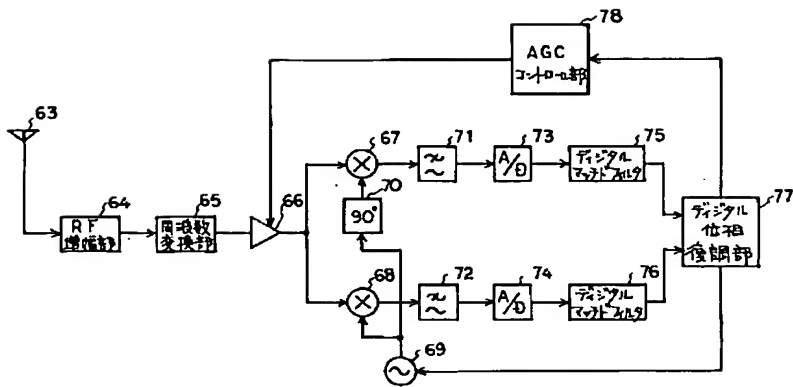 78
AGC
コントロール部
63
67
71
73
75
A/D
ディジタル
マッチドフィルタ
70
64
65
66
90°
77
RF
増幅部
周波数
変換部
ディジタル
位相
復調部
68
72
74
76
A/D
ディジタル
マッチドフィルタ
69